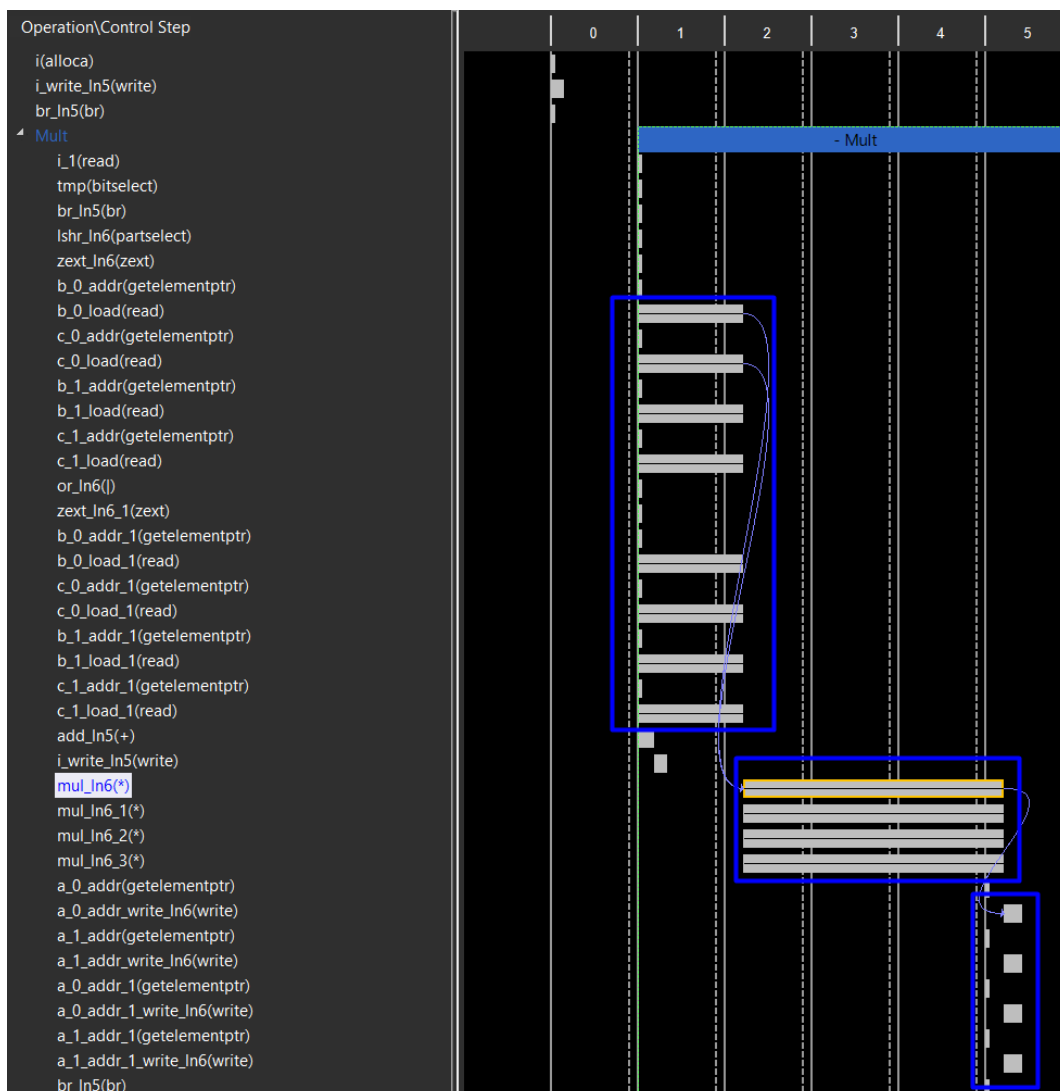 Operation\Control Step
0 1 2 3 4 5
i(alloca)
i_write_ln5(write)
br_ln5(br)
Mult
- Mult
i_1(read)
tmp(bitselect)
br_ln5(br)
lshr_ln6(partselect)
zext_ln6(zext)
b_0_addr(getelementptr)
b_0_load(read)
c_0_addr(getelementptr)
c_0_load(read)
b_1_addr(getelementptr)
b_1_load(read)
c_1_addr(getelementptr)
c_1_load(read)
or_ln6(|)
zext_ln6_1(zext)
b_0_addr_1(getelementptr)
b_0_load_1(read)
c_0_addr_1(getelementptr)
c_0_load_1(read)
b_1_addr_1(getelementptr)
b_1_load_1(read)
c_1_addr_1(getelementptr)
c_1_load_1(read)
add_ln5(+)
i_write_ln5(write)
mul_ln6(*)
mul_ln6_1(*)
mul_ln6_2(*)
mul_ln6_3(*)
a_0_addr(getelementptr)
a_0_addr_write_ln6(write)
a_1_addr(getelementptr)
a_1_addr_write_ln6(write)
a_0_addr_1(getelementptr)
a_0_addr_1_write_ln6(write)
a_1_addr_1(getelementptr)
a_1_addr_1_write_ln6(write)
br_ln5(br)